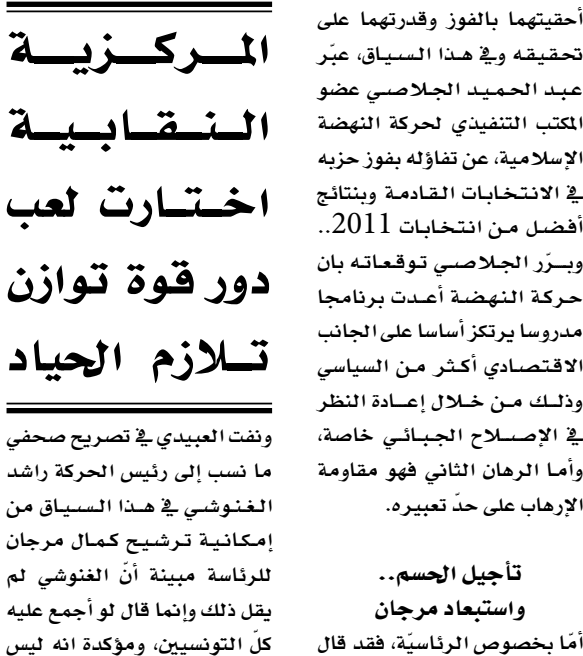 أحقيتهما بالفوز وقدرتهما على
تحقيقه وفي هذا السياق، عبّر
عبد الحميد الجلاصي عضو
المكتب التنفيذي لحركة النهضة
الإسلامية، عن تفاؤله بفوز حزبه
في الانتخابات القادمة وبنتائج
أفضل من انتخابات 2011..
وبرّر الجلاصي توقعاته بان
حركة النهضة أعدت برنامجا
مدروسا يرتكز أساسا على الجانب
الاقتصادي أكثر من السياسي
وذلك من خلال إعادة النظر
في الإصلاح الجبائي خاصة،
وأما الرهان الثاني فهو مقاومة
الإرهاب على حدّ تعبيره.
تأجيل الحسم..
واستبعاد مرجان
أمّا بخصوص الرئاسيّة، فقد قال
المركزية
النقابية
اختارت لعب
دور قوة توازن
تلازم الحياد
ونفت العبيدي في تصريح صحفي
ما نسب إلى رئيس الحركة راشد
الغنوشي في هذا السياق من
إمكانية ترشيح كمال مرجان
للرئاسة مبينة أنّ الغنوشي لم
يقل ذلك وإنما قال لو أجمع عليه
كلّ التونسيين، ومؤكدة انه ليس